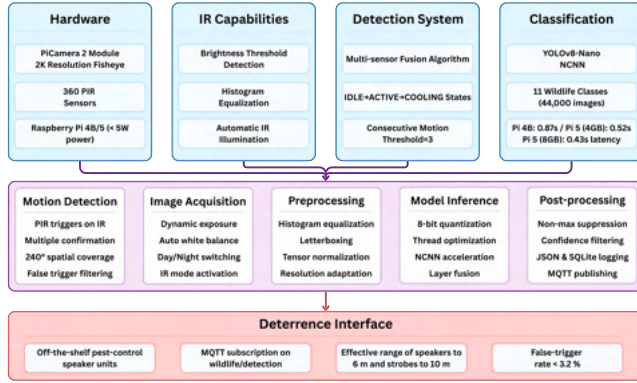 Hardware
PiCamera 2 Module
2K Resolution Fisheye
360 PIR
Sensors
Raspberry Pi 4B/5 (< 5W
power)
IR Capabilities
Brightness Threshold
Detection
Histogram
Equalization
Automatic IR
Illumination
Detection System
Multi-sensor Fusion Algorithm
IDLE→ACTIVE→COOLING States
Consecutive Motion
Threshold=3
Classification
YOLOv8-Nano
NCNN
11 Wildlife Classes
(44,000 images)
Pi 4B: 0.87s / Pi 5 (4GB): 0.52s
Pi 5 (8GB): 0.43s latency
Motion Detection
PIR triggers on IR
Multiple confirmation
240° spatial coverage
False trigger filtering
Image Acquisition
Dynamic exposure
Auto white balance
Day/Night switching
IR mode activation
Preprocessing
Histogram equalization
Letterboxing
Tensor normalization
Resolution adaptation
Model Inference
8-bit quantization
Thread optimization
NCNN acceleration
Layer fusion
Post-processing
Non-max suppression
Confidence filtering
JSON & SQLite logging
MQTT publishing
Deterrence Interface
Off-the-shelf pest-control
speaker units
MQTT subscription on
wildlife/detection
Effective range of speakers to
6 m and strobes to 10 m
False-trigger
rate < 3.2 %